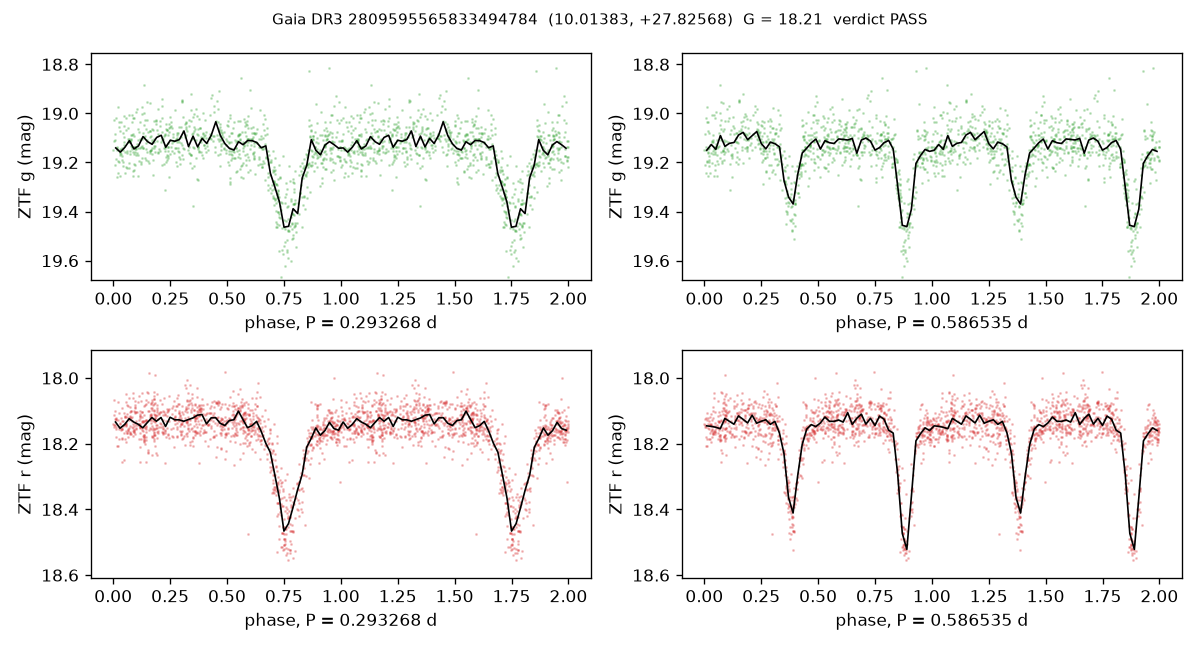 Gaia DR3 2809595565833494784  (10.01383, +27.82568)  G = 18.21  verdict PASS
ZTF g (mag)
18.8
19.0
19.2
19.4
19.6
0.00 0.25 0.50 0.75 1.00 1.25 1.50 1.75 2.00
phase, P = 0.293268 d
ZTF g (mag)
18.8
19.0
19.2
19.4
19.6
0.00 0.25 0.50 0.75 1.00 1.25 1.50 1.75 2.00
phase, P = 0.586535 d
ZTF r (mag)
18.0
18.2
18.4
18.6
0.00 0.25 0.50 0.75 1.00 1.25 1.50 1.75 2.00
phase, P = 0.293268 d
ZTF r (mag)
18.0
18.2
18.4
18.6
0.00 0.25 0.50 0.75 1.00 1.25 1.50 1.75 2.00
phase, P = 0.586535 d